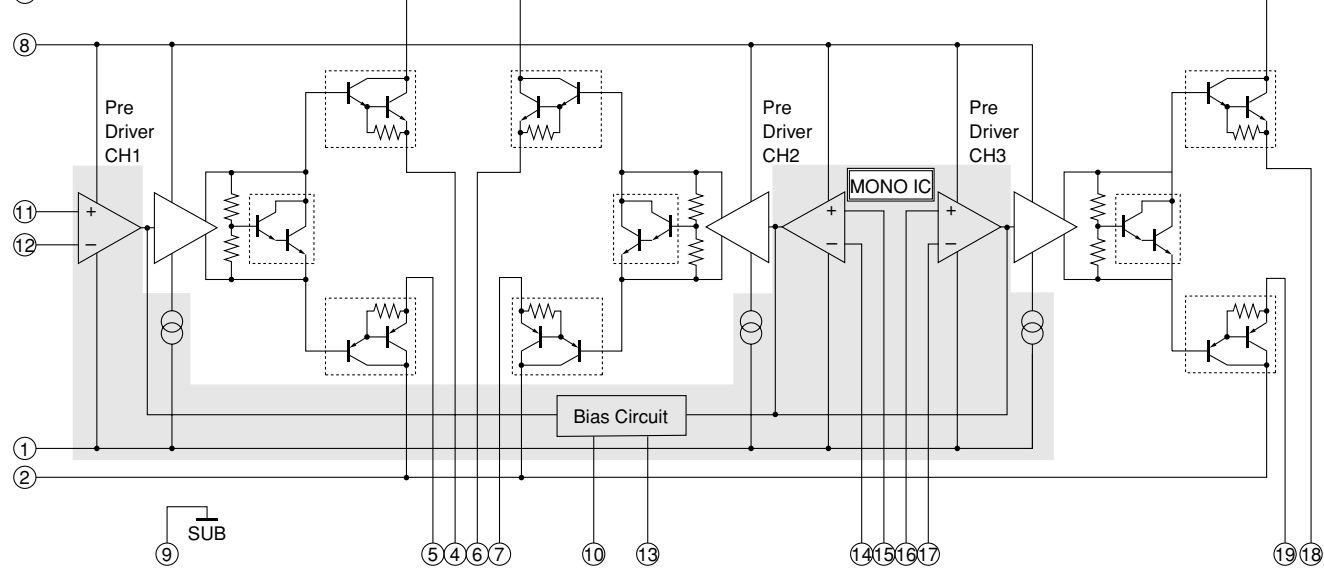 8
Pre
Driver
CH1
Pre
Driver
CH2
Pre
Driver
CH3
MONO IC
11
+
12
−
+
−
+
−
Bias Circuit
1
2
SUB
9
5
4
6
7
10
13
14
15
16
17
19
18